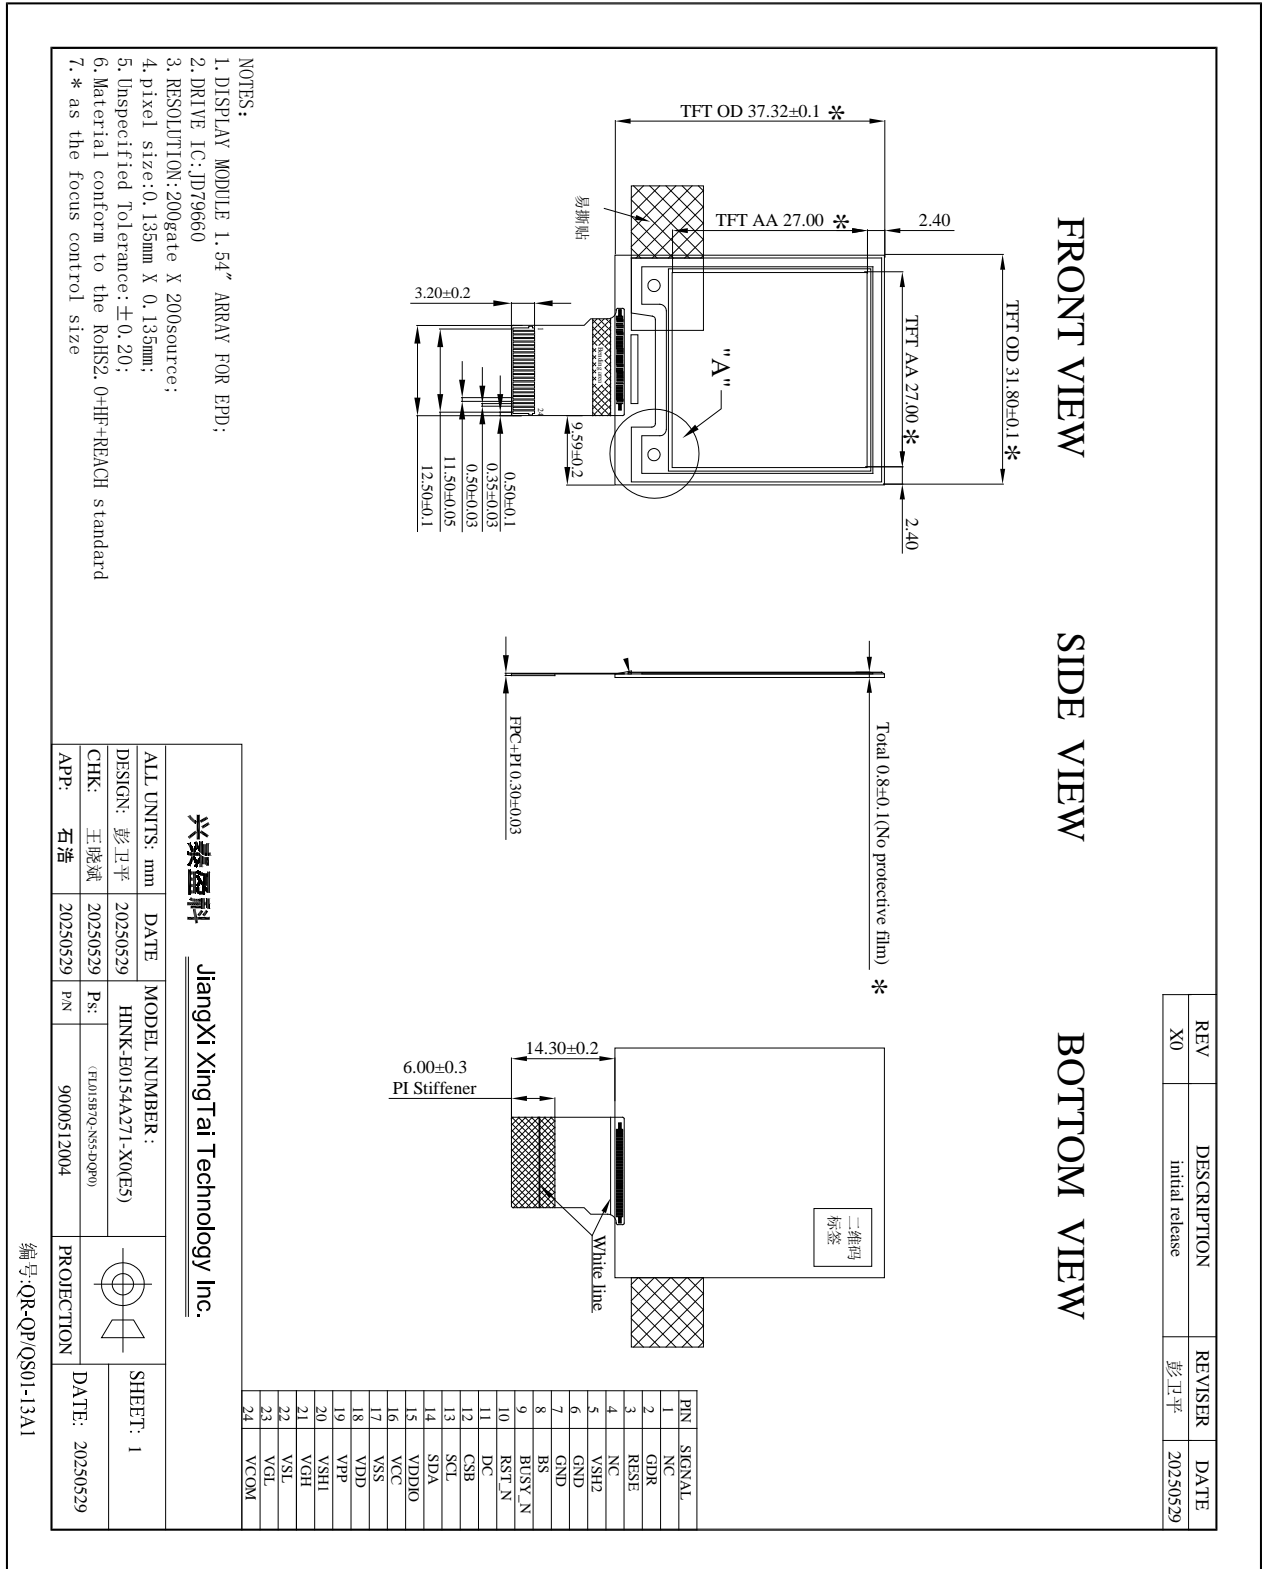 REV DESCRIPTION REVISER DATE
X0 initial release 彭卫平 20250529
FRONT VIEW
SIDE VIEW
BOTTOM VIEW
TFT OD 31.80±0.1 *
TFT AA 27.00 *
2.40
2.40
TFT OD 37.32±0.1 *
TFT AA 27.00 *
易撕贴
"A"
Bending area
1
24
3.20±0.2
9.59±0.2
0.50±0.1
0.35±0.03
0.50±0.03
11.50±0.05
12.50±0.1
Total 0.8±0.1(No protective film) *
FPC+PI 0.30±0.03
14.30±0.2
6.00±0.3
PI Stiffener
二维码
标签
White line
PIN SIGNAL
1 NC
2 GDR
3 RESE
4 NC
5 VSH2
6 GND
7 GND
8 BS
9 BUSY_N
10 RST_N
11 DC
12 CSB
13 SCL
14 SDA
15 VDDIO
16 VCC
17 VSS
18 VDD
19 VPP
20 VSH1
21 VGH
22 VSL
23 VGL
24 VCOM
NOTES:
1. DISPLAY MODULE 1.54″ ARRAY FOR EPD;
2. DRIVE IC:JD79660
3. RESOLUTION:200gate X 200source;
4. pixel size:0.135mm X 0.135mm;
5. Unspecified Tolerance:±0.20;
6. Material conform to the RoHS2.0+HF+REACH standard
7. * as the focus control size
兴泰盈科 JiangXi XingTai Technology Inc.
ALL UNITS: mm DATE MODEL NUMBER :
DESIGN: 彭卫平 20250529 HINK-E0154A271-X0(E5)
CHK: 王晓斌 20250529 Ps: (FL015B7Q-N55-DQP0)
APP: 石浩 20250529 P/N 9000512004
PROJECTION
SHEET: 1
DATE: 20250529
编号:QR-QP/QS01-13A1